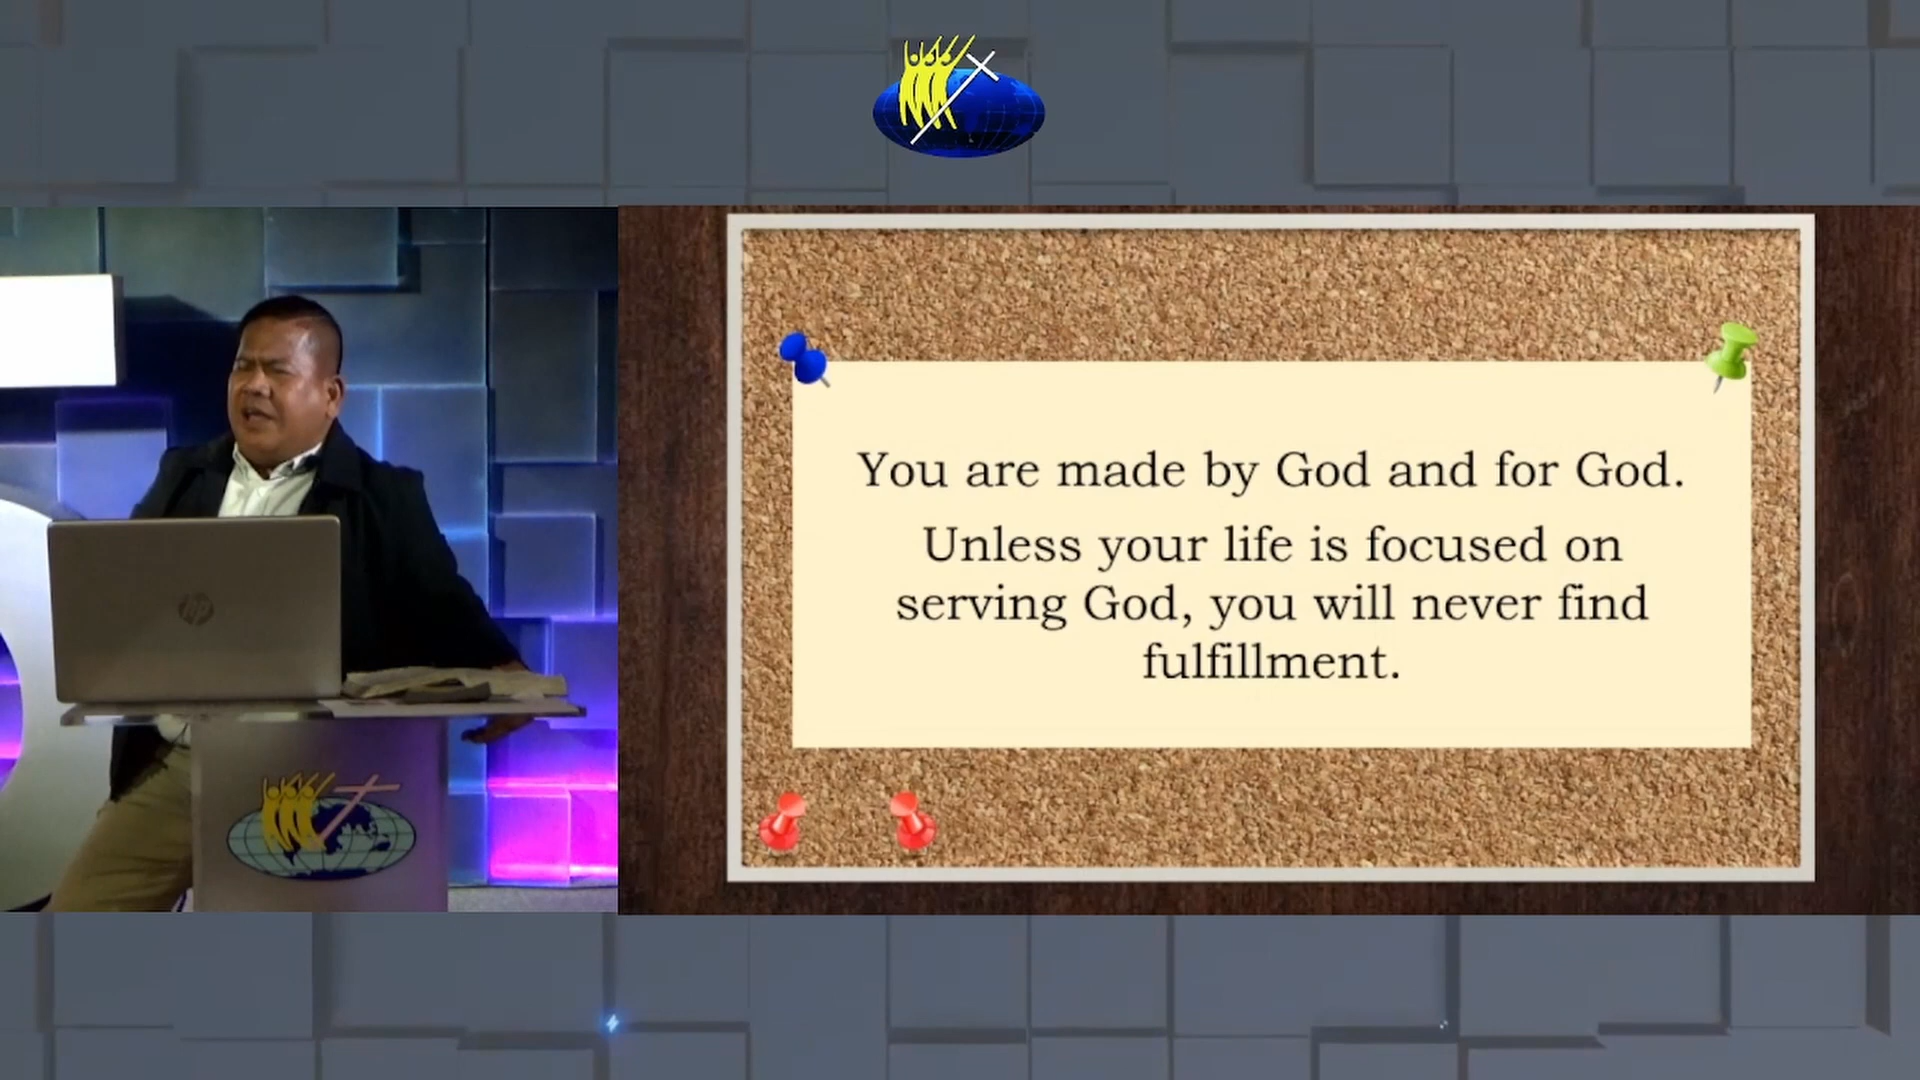 You are made by God and for God.
Unless your life is focused on
serving God, you will never find
fulfillment.
hp